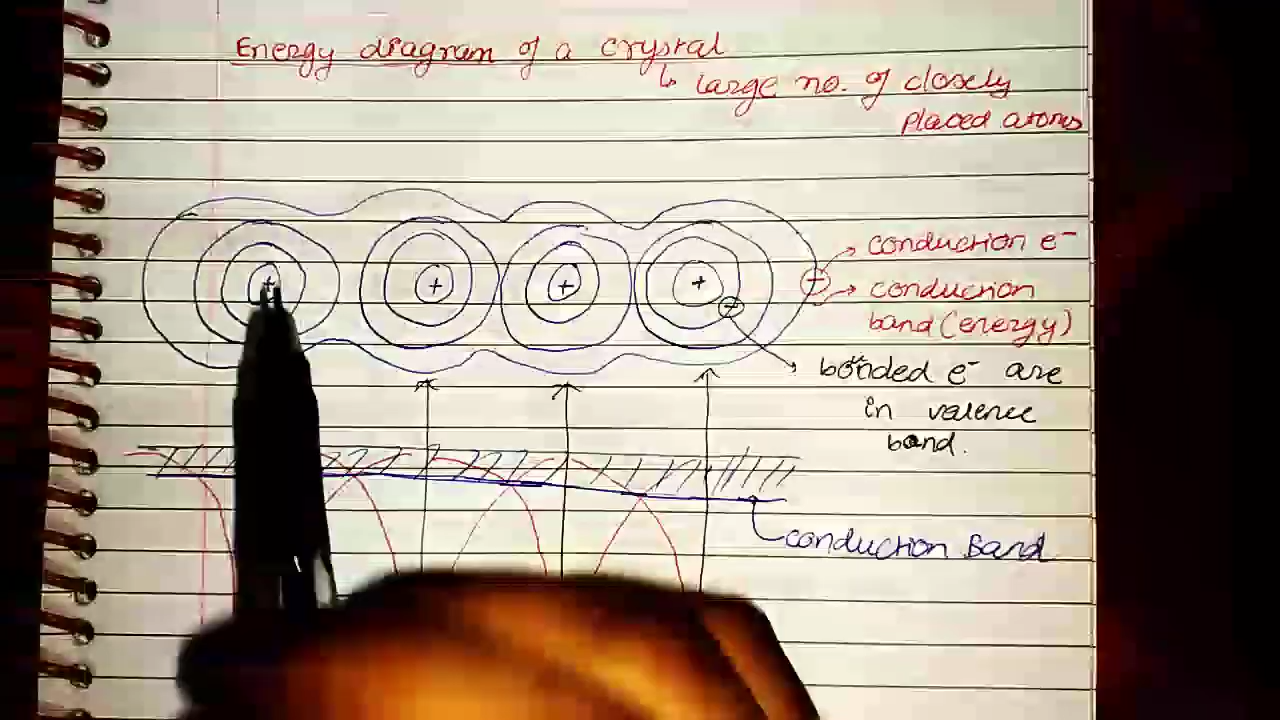 Energy diagram of a crystal
↳ large no. of closely
placed atoms
+ + + +
conduction e⁻
conduction
band (energy)
bonded e⁻ are
in valence
band.
conduction Band